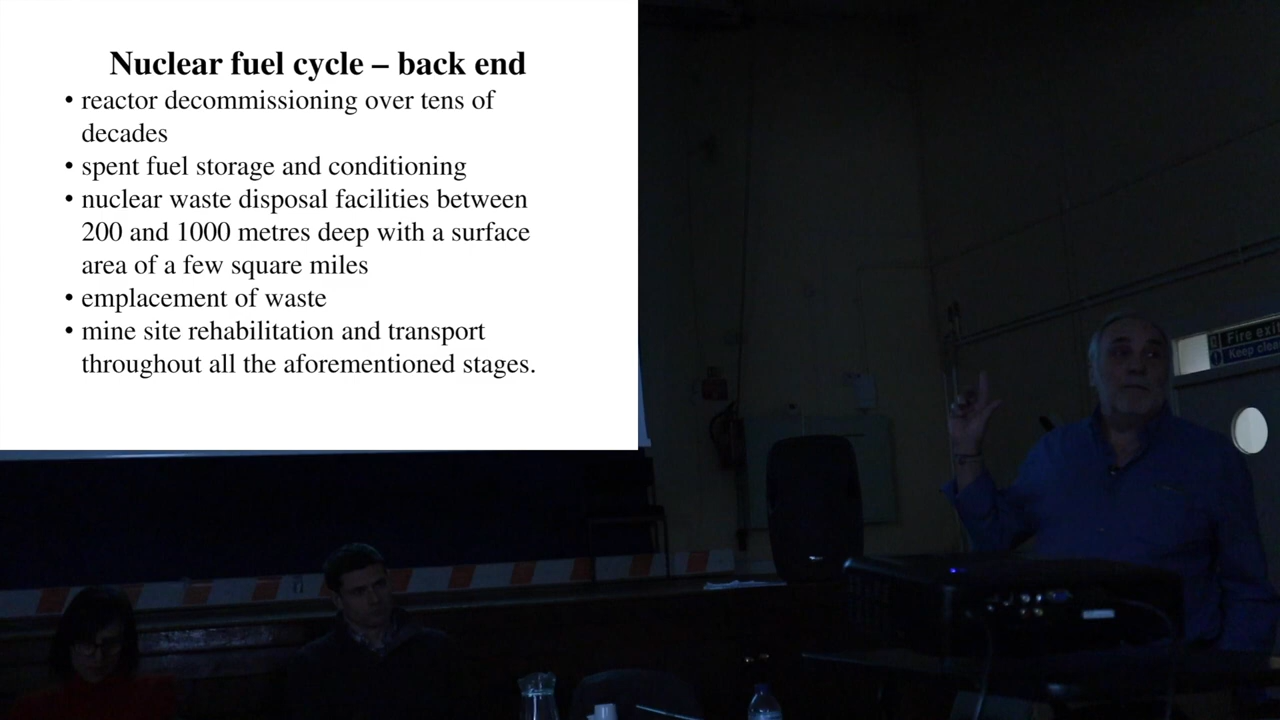 Nuclear fuel cycle – back end
• reactor decommissioning over tens of
decades
• spent fuel storage and conditioning
• nuclear waste disposal facilities between
200 and 1000 metres deep with a surface
area of a few square miles
• emplacement of waste
• mine site rehabilitation and transport
throughout all the aforementioned stages.
Fire exi
Keep clea